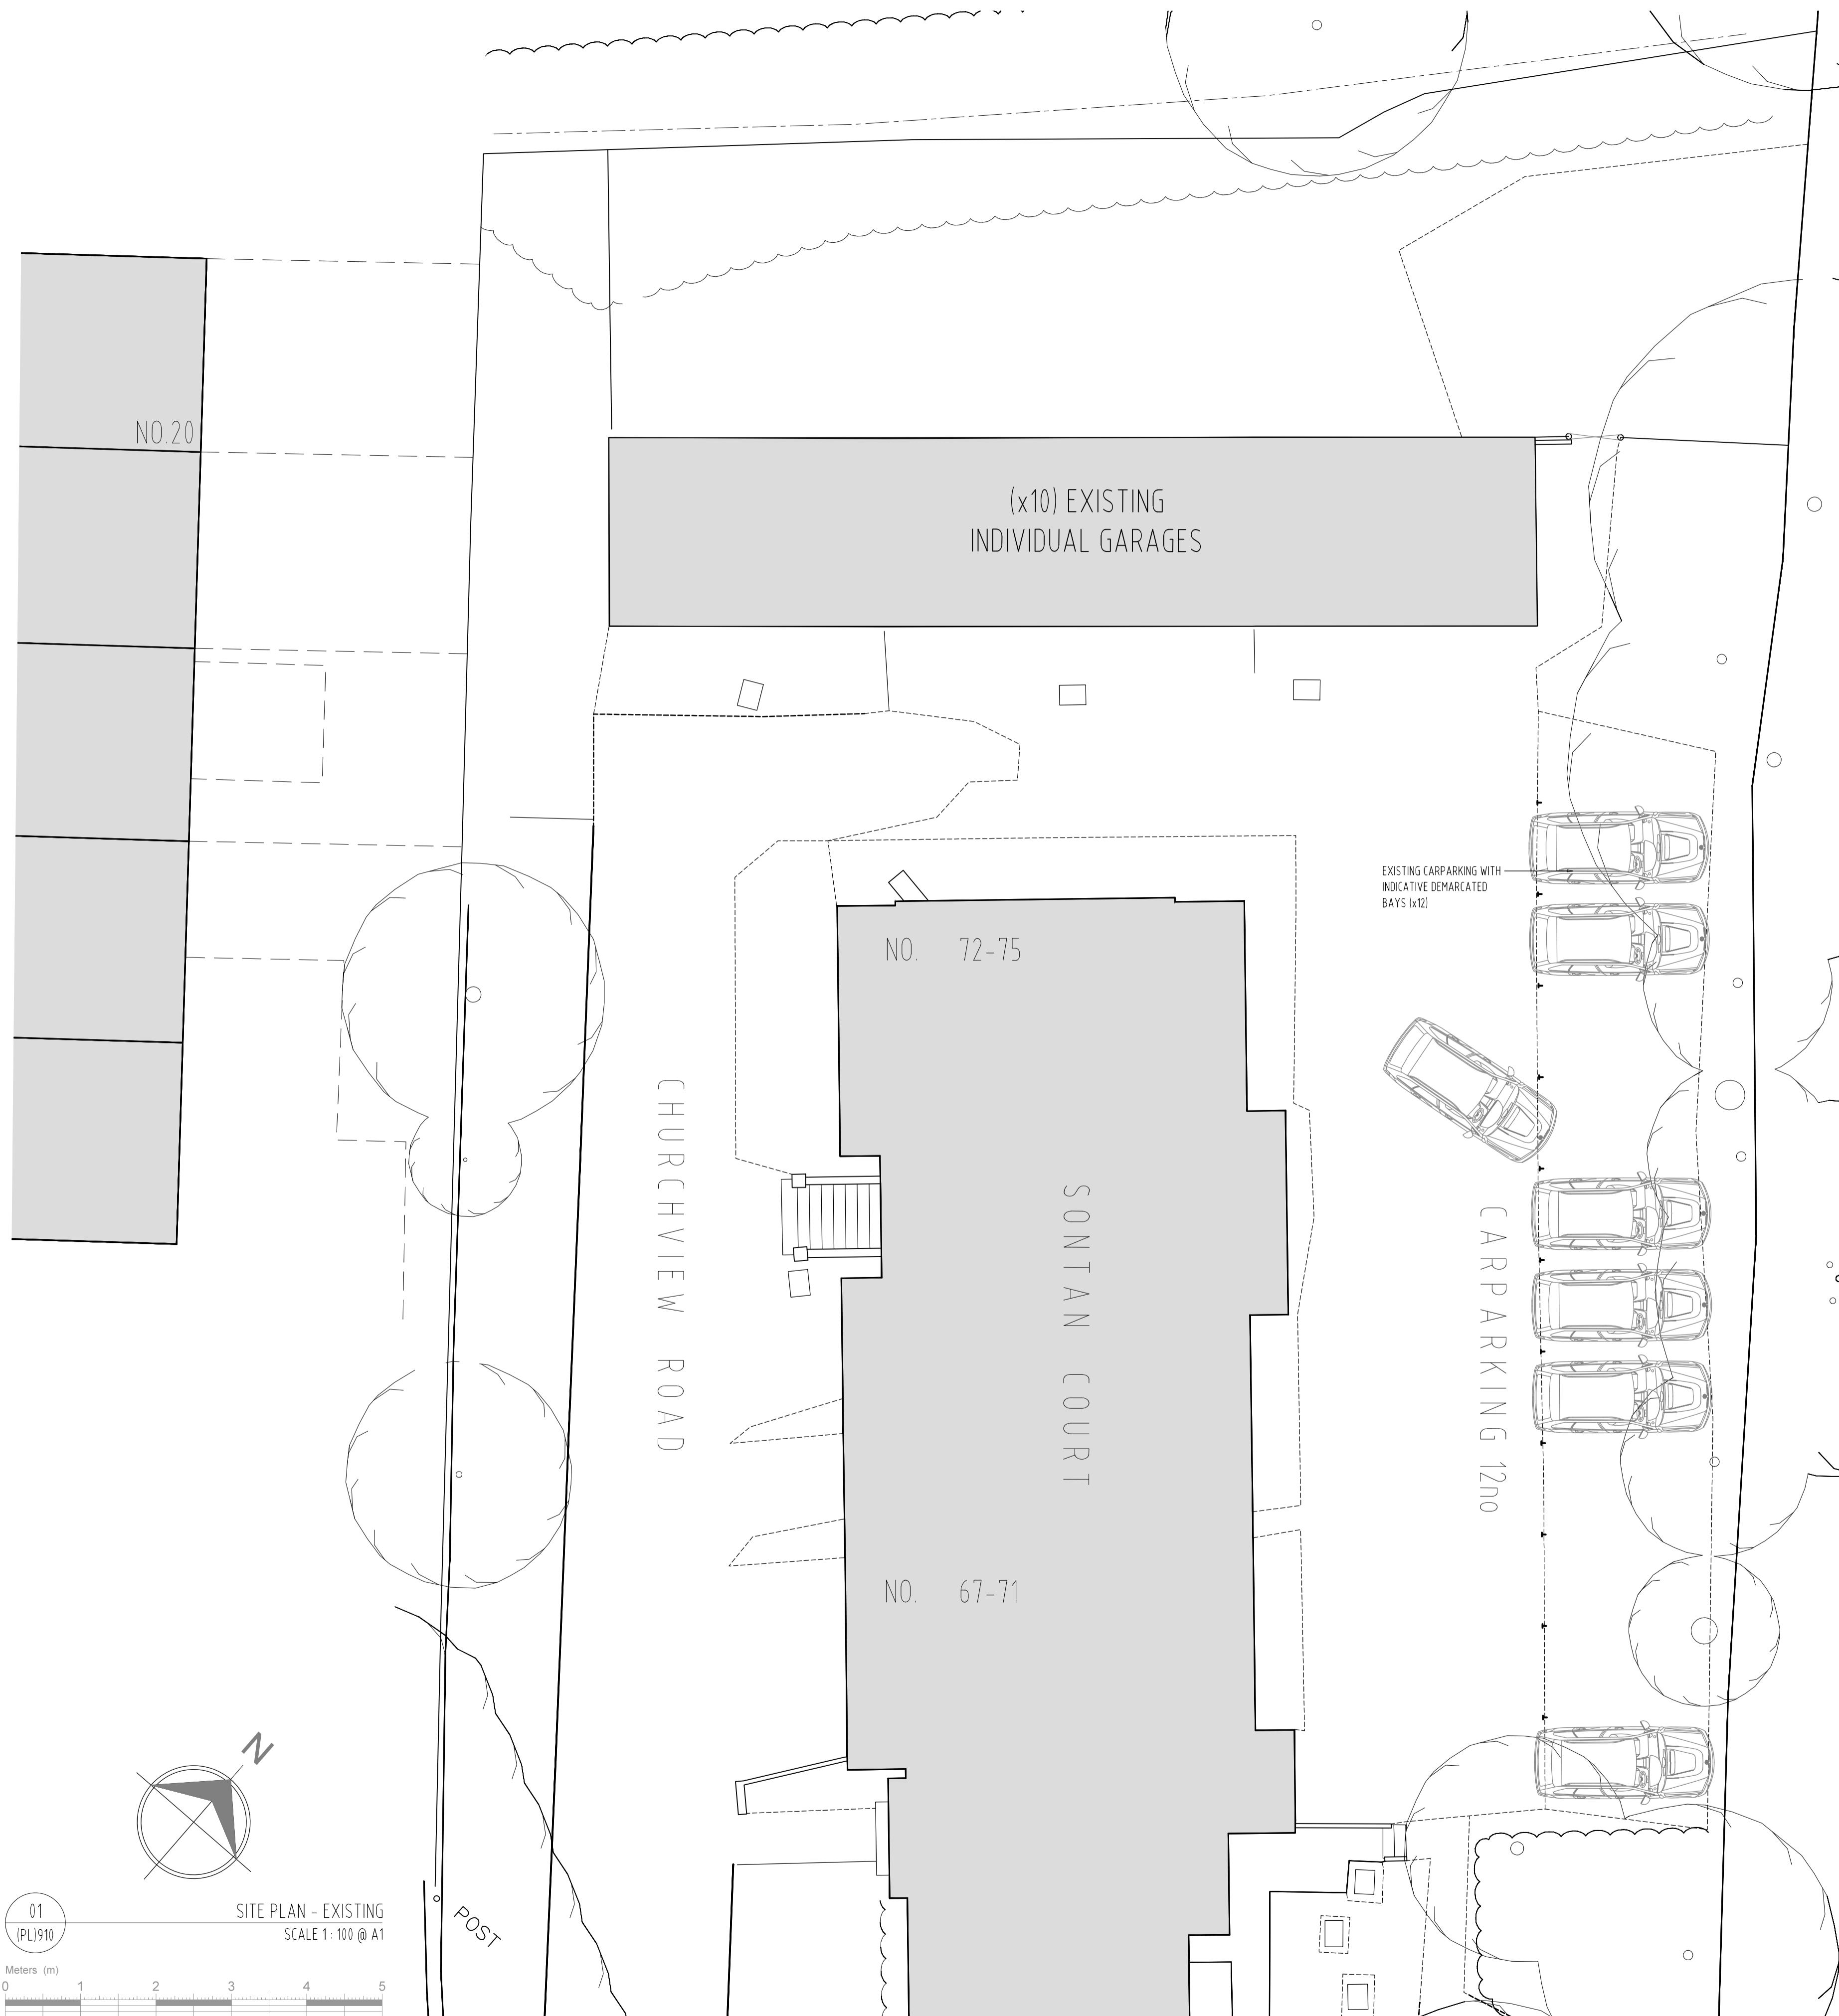 NO.20
(x10) EXISTING
INDIVIDUAL GARAGES
EXISTING CARPARKING WITH
INDICATIVE DEMARCATED
BAYS (x12)
NO. 72-75
CHURCHVIEW ROAD
SONTAN COURT
CARPARKING 12no
NO. 67-71
N
POST
01
(PL)910
SITE PLAN - EXISTING
SCALE 1 : 100 @ A1
Meters (m)
0 1 2 3 4 5